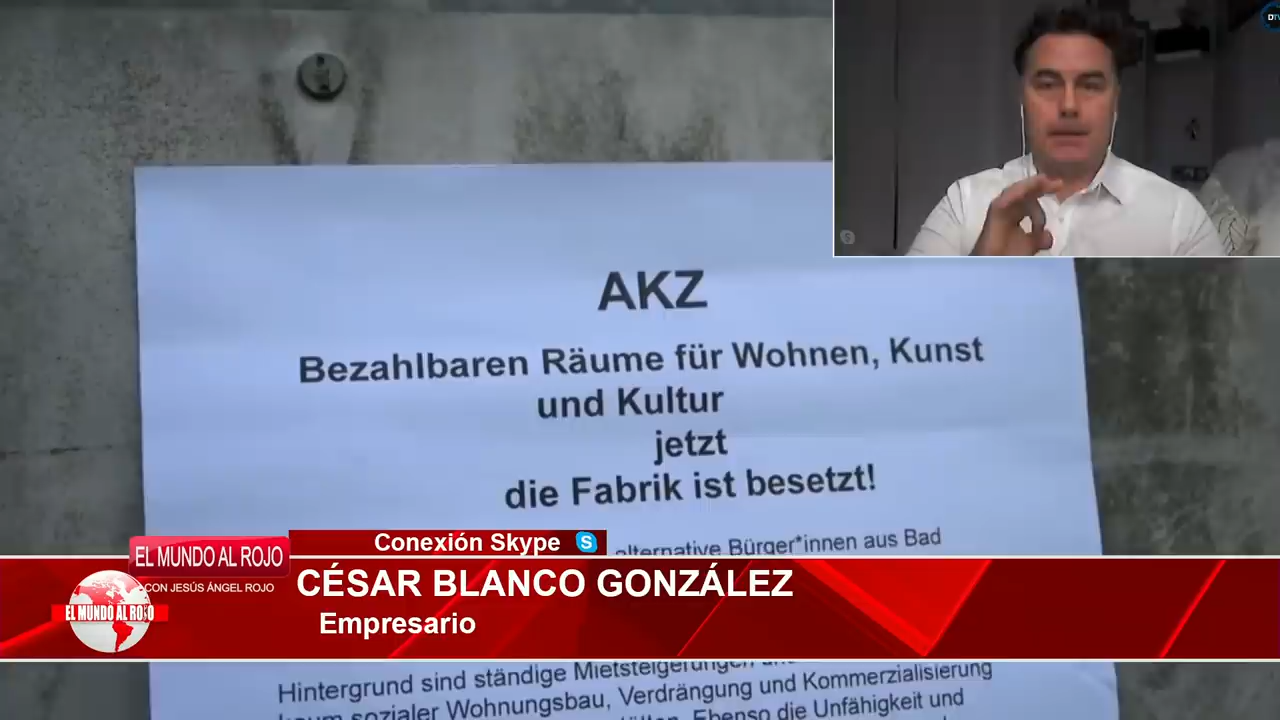 AKZ
Bezahlbaren Räume für Wohnen, Kunst
und Kultur
jetzt
die Fabrik ist besetzt!
alternative Bürger*innen aus Bad
Conexión Skype
EL MUNDO AL ROJO
CON JESÚS ÁNGEL ROJO
EL MUNDO AL ROJO
CÉSAR BLANCO GONZÁLEZ
Empresario
Hintergrund sind ständige Mietsteigerungen
kaum sozialer Wohnungsbau, Verdrängung und Kommerzialisierung
Ebenso die Unfähigkeit und